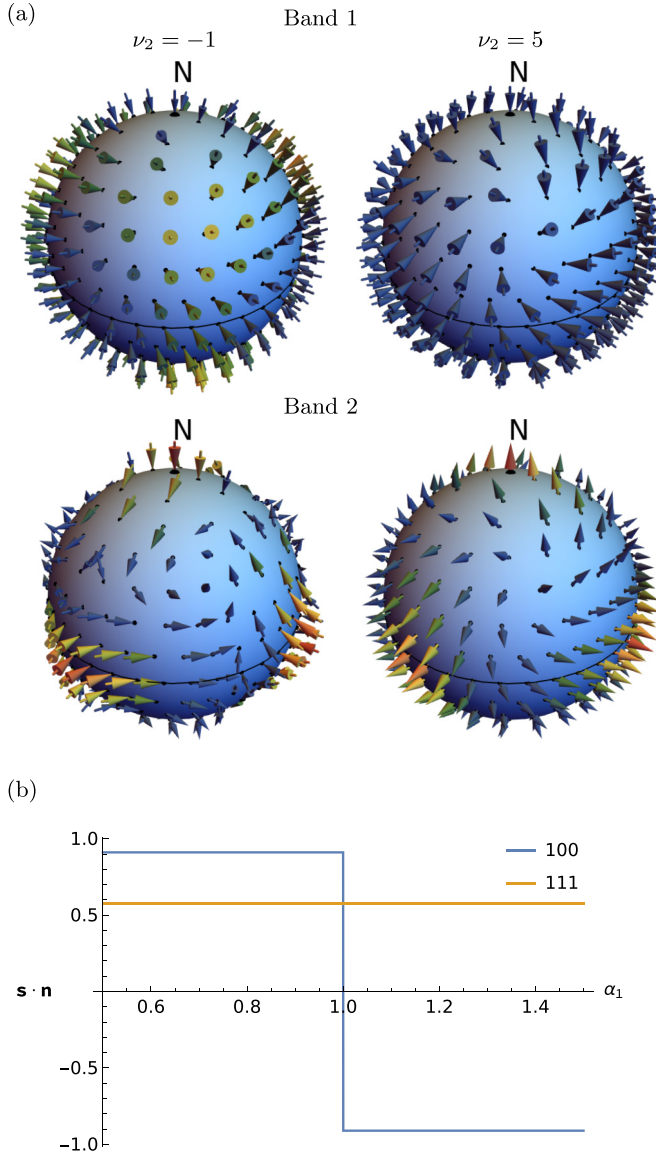 (a)
Band 1
ν₂ = −1 ν₂ = 5
N N
Band 2
N N
(b)
1.0
100
111
0.5
s · n
0.6 0.8 1.0 1.2 1.4
α₁
−0.5
−1.0